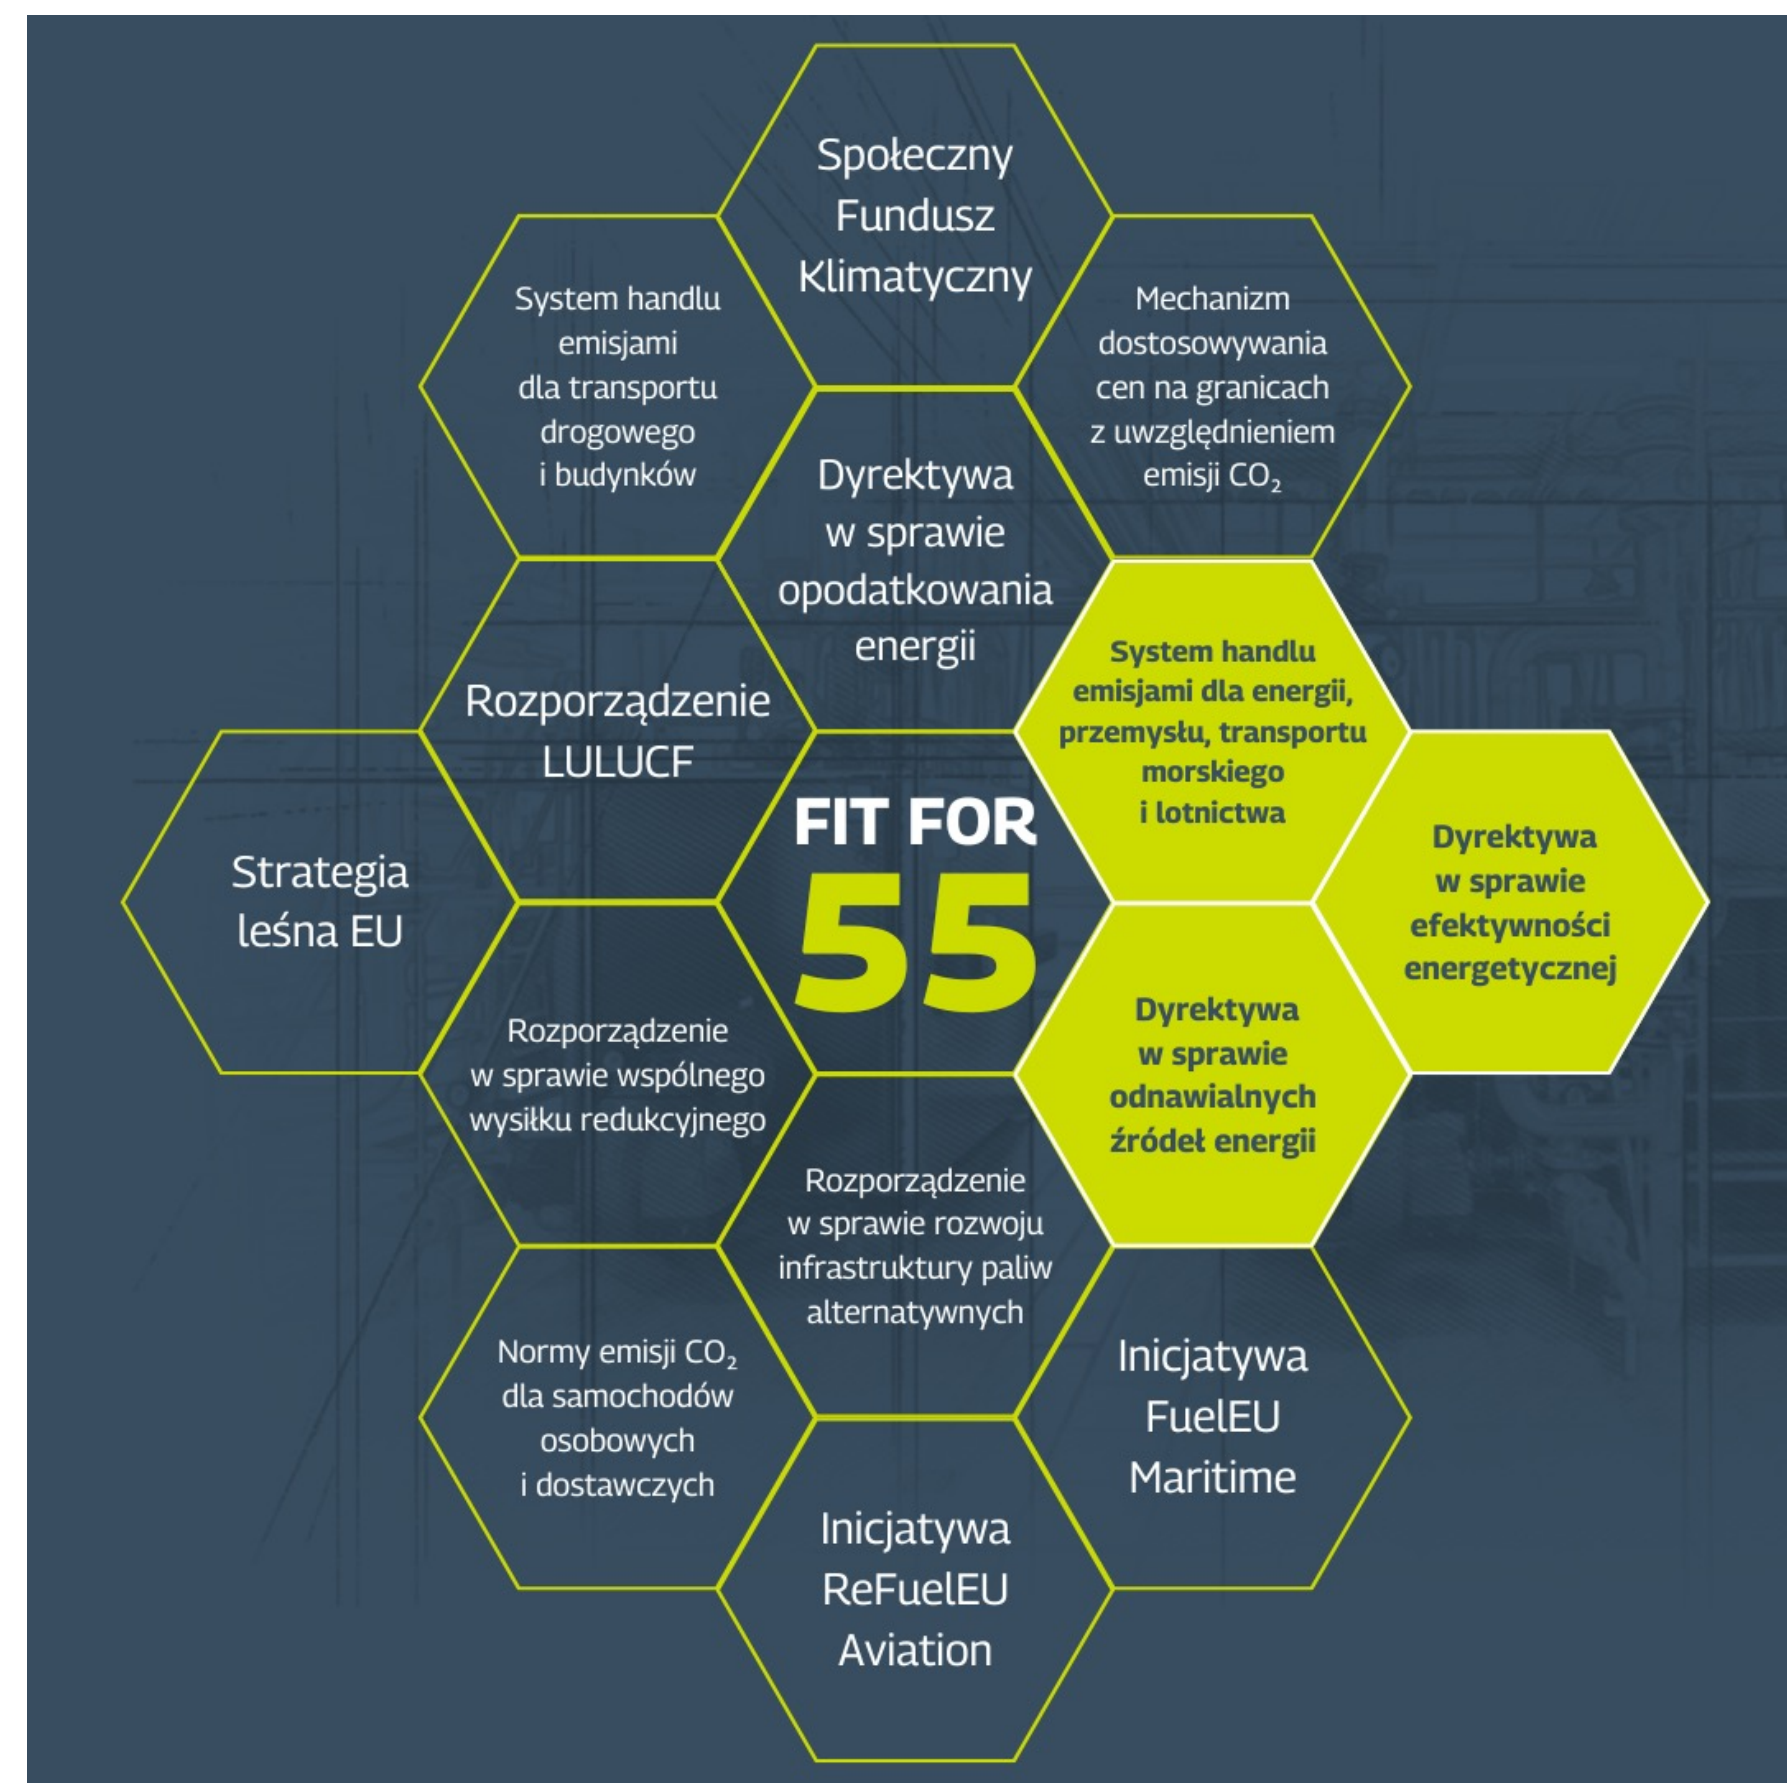 Społeczny
Fundusz
Klimatyczny
System handlu
emisjami
dla transportu
drogowego
i budynków
Mechanizm
dostosowywania
cen na granicach
z uwzględnieniem
emisji CO₂
Dyrektywa
w sprawie
opodatkowania
energii
System handlu
emisjami dla energii,
przemysłu, transportu
morskiego
i lotnictwa
Rozporządzenie
LULUCF
FIT FOR
55
Strategia
leśna EU
Dyrektywa
w sprawie
efektywności
energetycznej
Rozporządzenie
w sprawie wspólnego
wysiłku redukcyjnego
Dyrektywa
w sprawie
odnawialnych
źródeł energii
Rozporządzenie
w sprawie rozwoju
infrastruktury paliw
alternatywnych
Normy emisji CO₂
dla samochodów
osobowych
i dostawczych
Inicjatywa
FuelEU
Maritime
Inicjatywa
ReFuelEU
Aviation